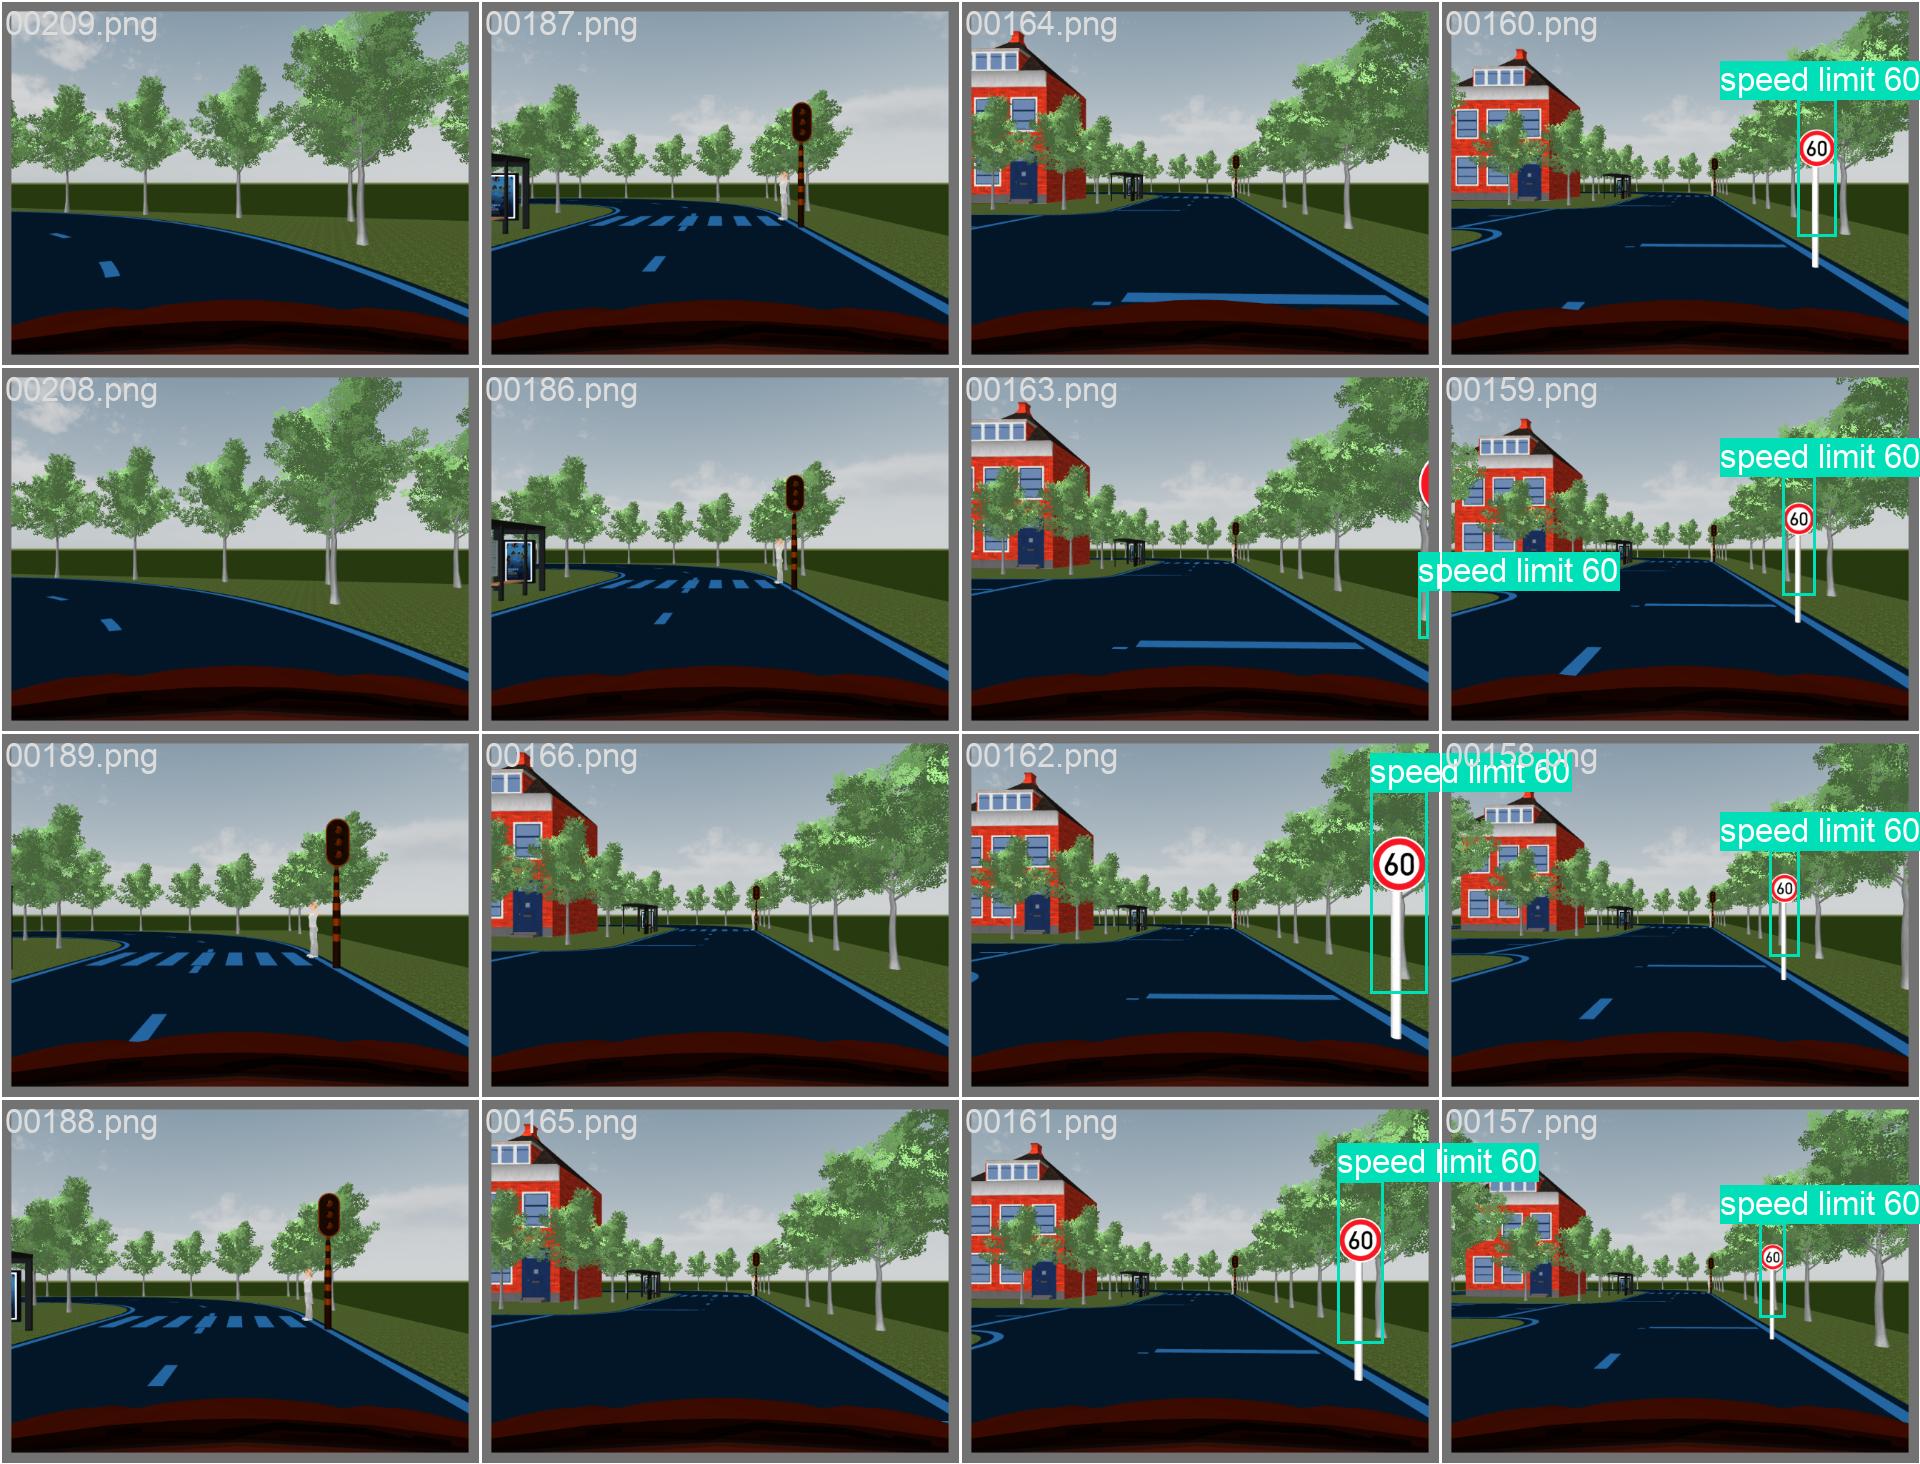 00209.png
00187.png
00164.png
00160.png
speed limit 60
60
00208.png
00186.png
00163.png
00159.png
speed limit 60
60
speed limit 60
00189.png
00166.png
00162.png
00158.png
speed limit 60
60
speed limit 60
60
00188.png
00165.png
00161.png
00157.png
speed limit 60
60
speed limit 60
60